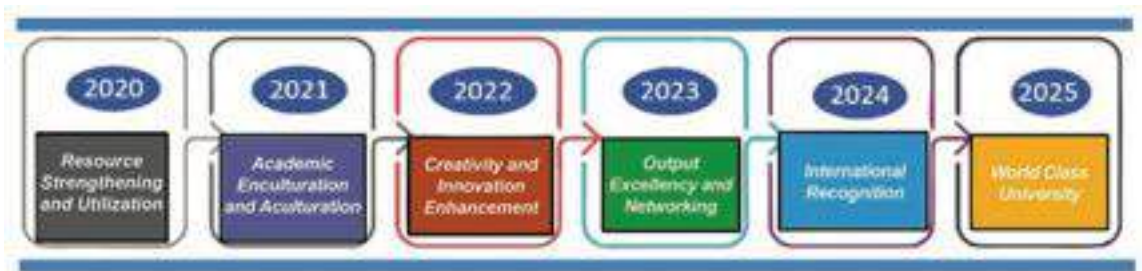 2020
Resource
Strengthening
and Utilization
2021
Academic
Enculturation
and Aculturation
2022
Creativity and
Innovation
Enhancement
2023
Output
Excellency and
Networking
2024
International
Recognition
2025
World Class
University